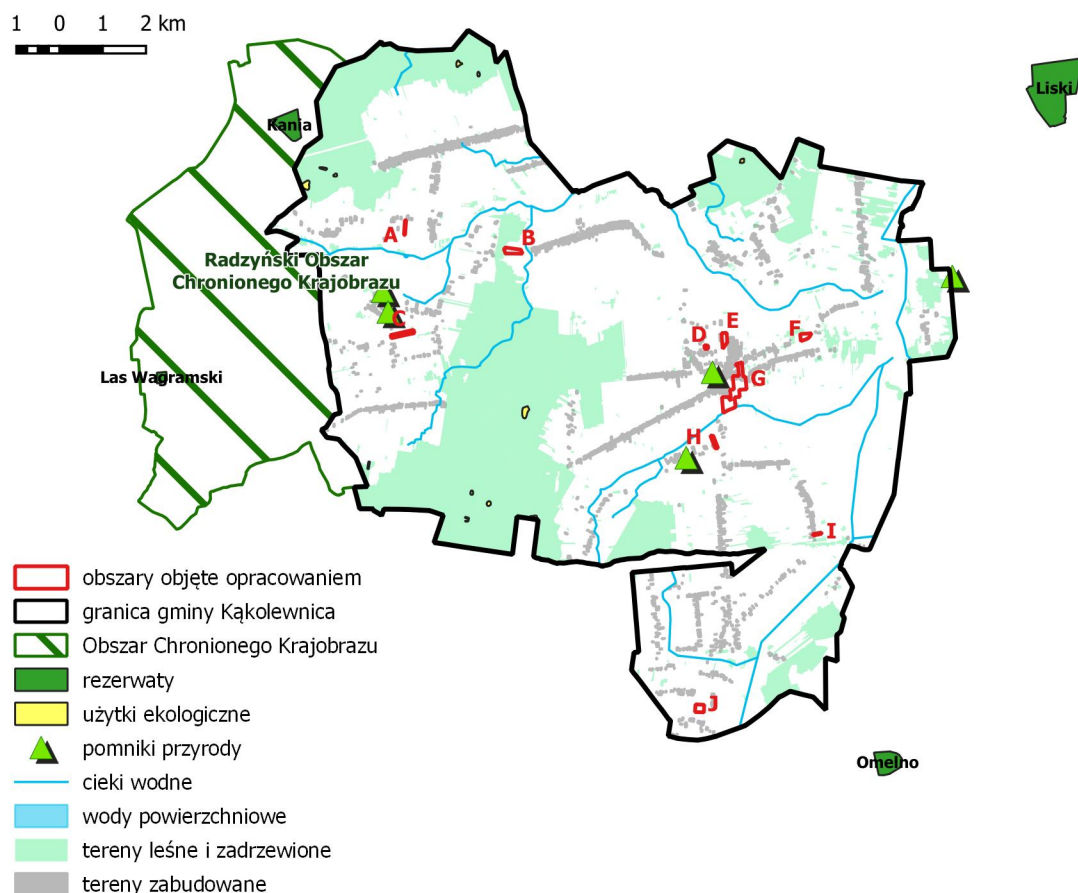 1 0 1 2 km
Liski
Kania
A
B
Radzyński Obszar
Chronionego Krajobrazu
C
D
E
F
Las Wagramski
G
H
I
J
Omelno
obszary objęte opracowaniem
granica gminy Kąkolewnica
Obszar Chronionego Krajobrazu
rezerwaty
użytki ekologiczne
pomniki przyrody
cieki wodne
wody powierzchniowe
tereny leśne i zadrzewione
tereny zabudowane